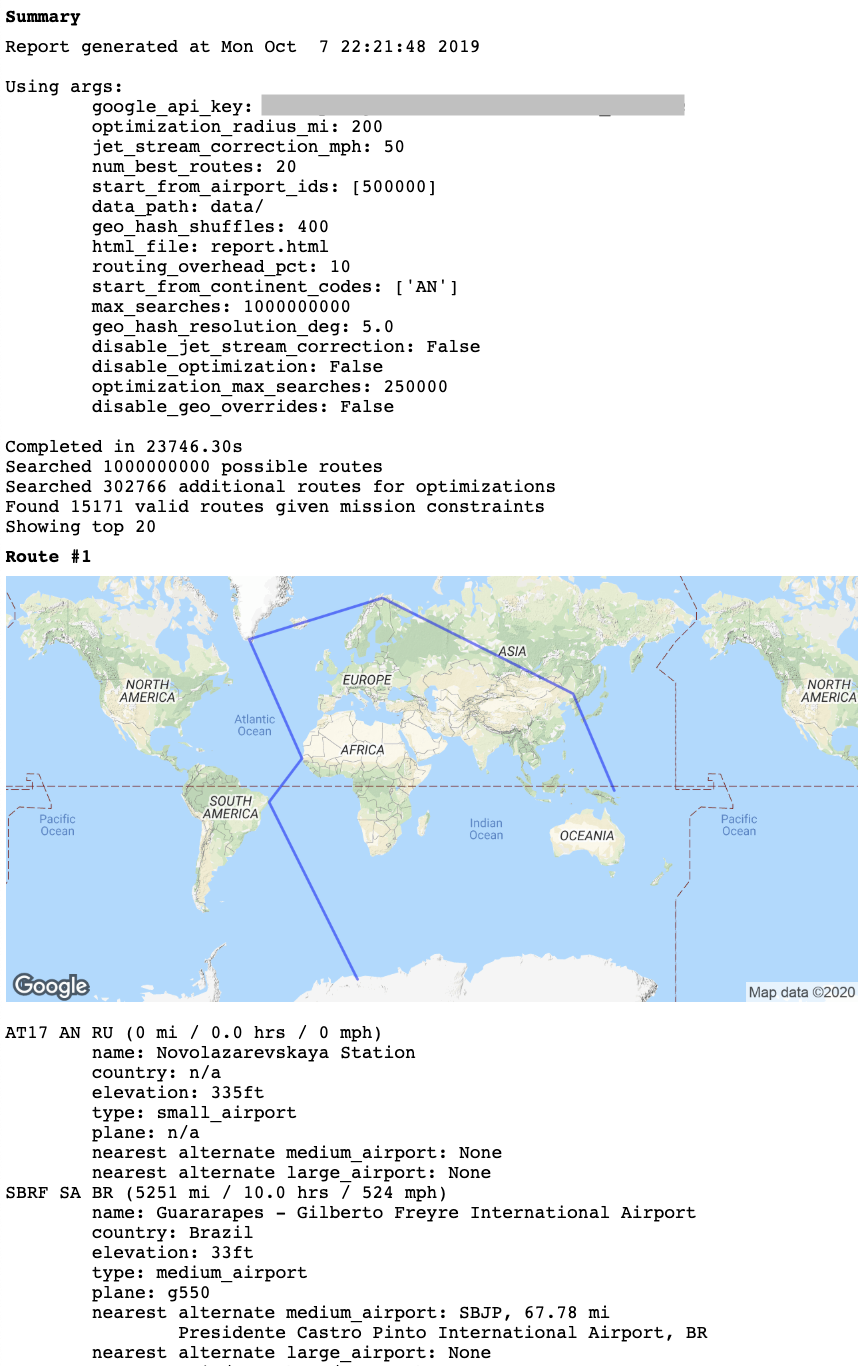 Summary
Report generated at Mon Oct  7 22:21:48 2019
Using args:
google_api_key:
optimization_radius_mi: 200
jet_stream_correction_mph: 50
num_best_routes: 20
start_from_airport_ids: [500000]
data_path: data/
geo_hash_shuffles: 400
html_file: report.html
routing_overhead_pct: 10
start_from_continent_codes: ['AN']
max_searches: 1000000000
geo_hash_resolution_deg: 5.0
disable_jet_stream_correction: False
disable_optimization: False
optimization_max_searches: 250000
disable_geo_overrides: False
Completed in 23746.30s
Searched 1000000000 possible routes
Searched 302766 additional routes for optimizations
Found 15171 valid routes given mission constraints
Showing top 20
Route #1
ASIA
EUROPE
NORTH
AMERICA
NORTH
AMERICA
Atlantic
Ocean
AFRICA
SOUTH
AMERICA
Pacific
Ocean
Indian
Ocean
OCEANIA
Pacific
Ocean
Google
Map data ©2020
AT17 AN RU (0 mi / 0.0 hrs / 0 mph)
name: Novolazarevskaya Station
country: n/a
elevation: 335ft
type: small_airport
plane: n/a
nearest alternate medium_airport: None
nearest alternate large_airport: None
SBRF SA BR (5251 mi / 10.0 hrs / 524 mph)
name: Guararapes - Gilberto Freyre International Airport
country: Brazil
elevation: 33ft
type: medium_airport
plane: g550
nearest alternate medium_airport: SBJP, 67.78 mi
Presidente Castro Pinto International Airport, BR
nearest alternate large_airport: None